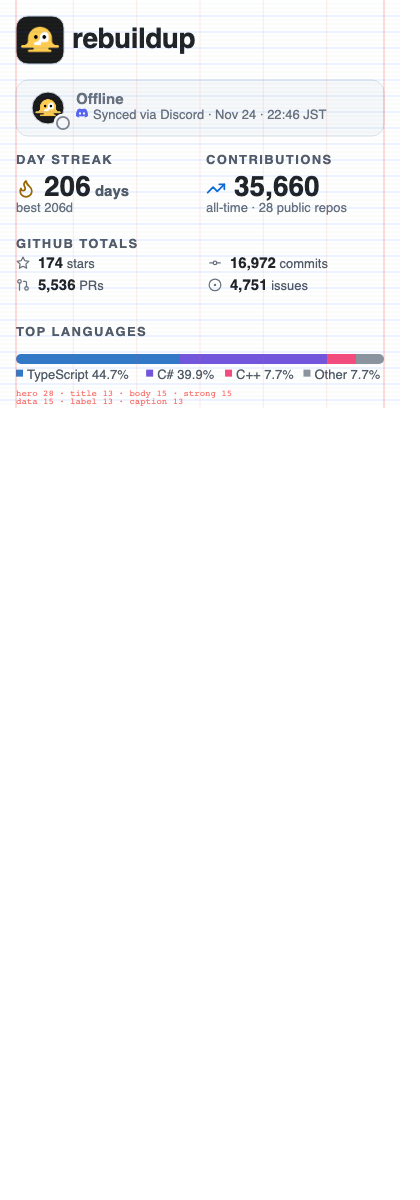 rebuildup
Offline
Synced via Discord · Nov 24 · 22:46 JST
DAY STREAK
206 days
best 206d
CONTRIBUTIONS
35,660
all-time · 28 public repos
GITHUB TOTALS
174 stars
16,972 commits
5,536 PRs
4,751 issues
TOP LANGUAGES
TypeScript 44.7% C# 39.9% C++ 7.7% Other 7.7%
hero 28 · title 13 · body 15 · strong 15
data 15 · label 13 · caption 13